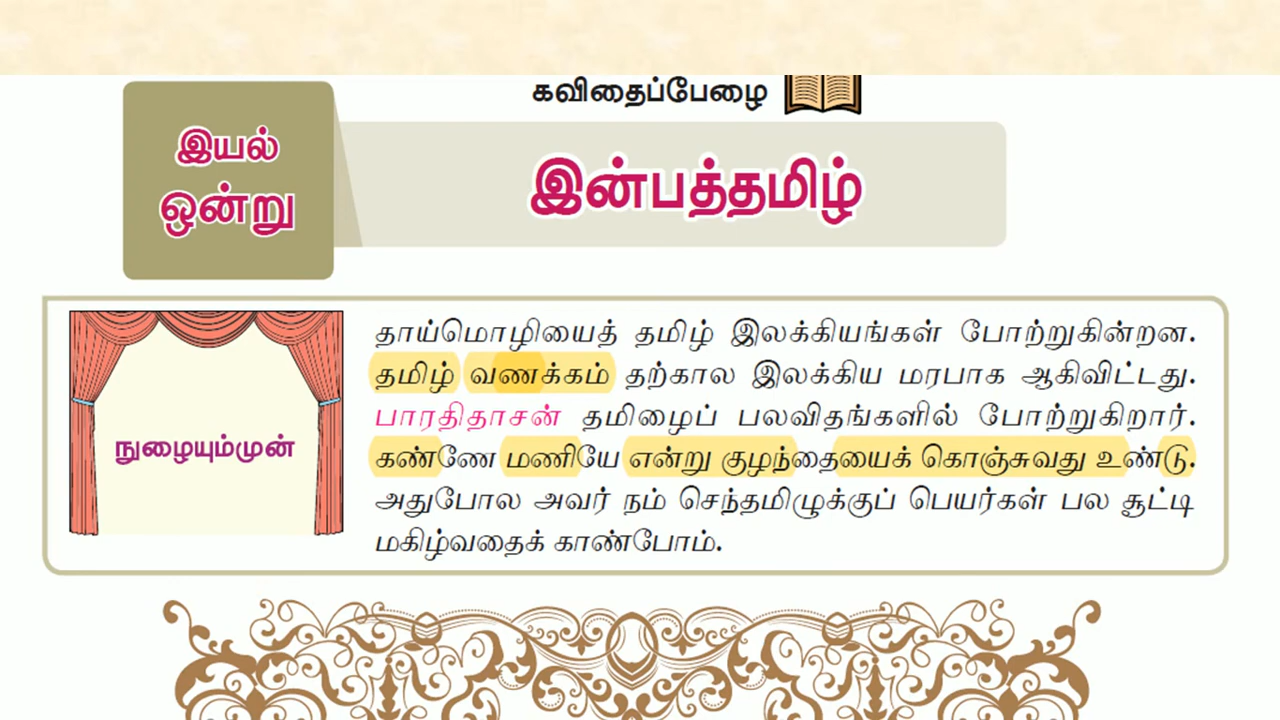 கவிதைப்பேழை
இயல்
ஒன்று
இன்பத்தமிழ்
நுழையும்முன்
தாய்மொழியைத் தமிழ் இலக்கியங்கள் போற்றுகின்றன.
தமிழ் வணக்கம் தற்கால இலக்கிய மரபாக ஆகிவிட்டது.
பாரதிதாசன் தமிழைப் பலவிதங்களில் போற்றுகிறார்.
கண்ணே மணியே என்று குழந்தையைக் கொஞ்சுவது உண்டு.
அதுபோல அவர் நம் செந்தமிழுக்குப் பெயர்கள் பல சூட்டி
மகிழ்வதைக் காண்போம்.